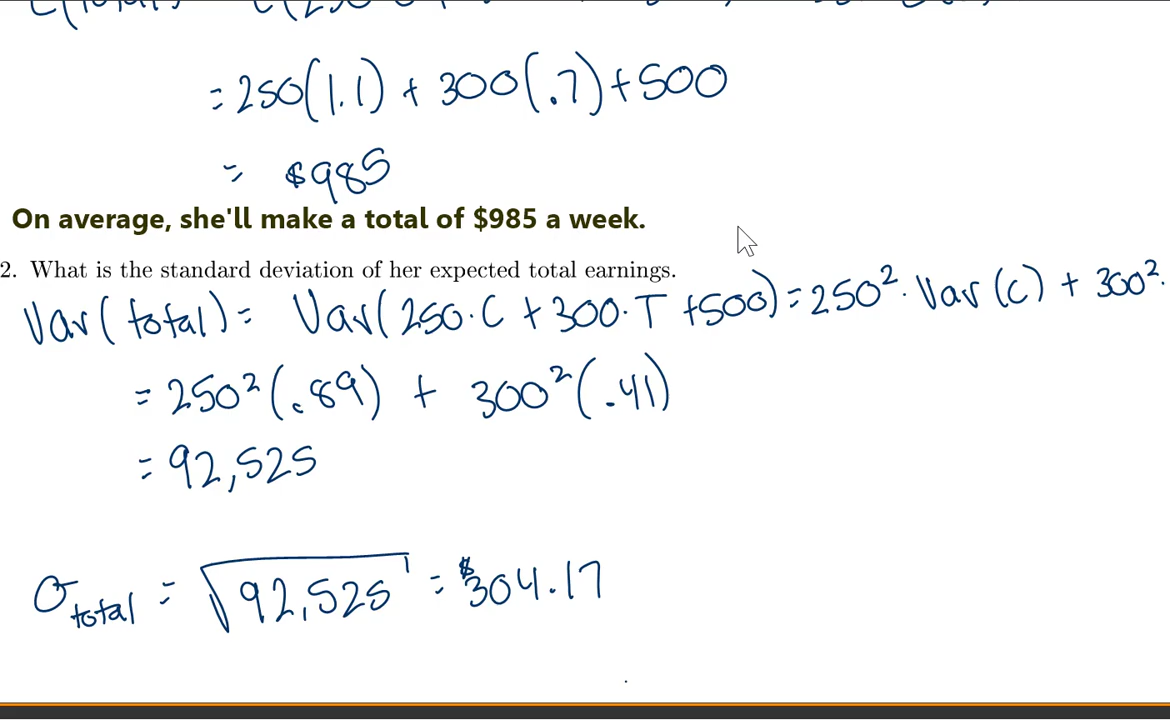 = 250(1.1) + 300(.7) + 500
= $985
On average, she'll make a total of $985 a week.
2. What is the standard deviation of her expected total earnings.
Var(total) = Var(250·C + 300·T + 500) = 250²·Var(C) + 300²·
= 250²(.89) + 300²(.41)
= 92,525
σtotal = √92,525 = $304.17